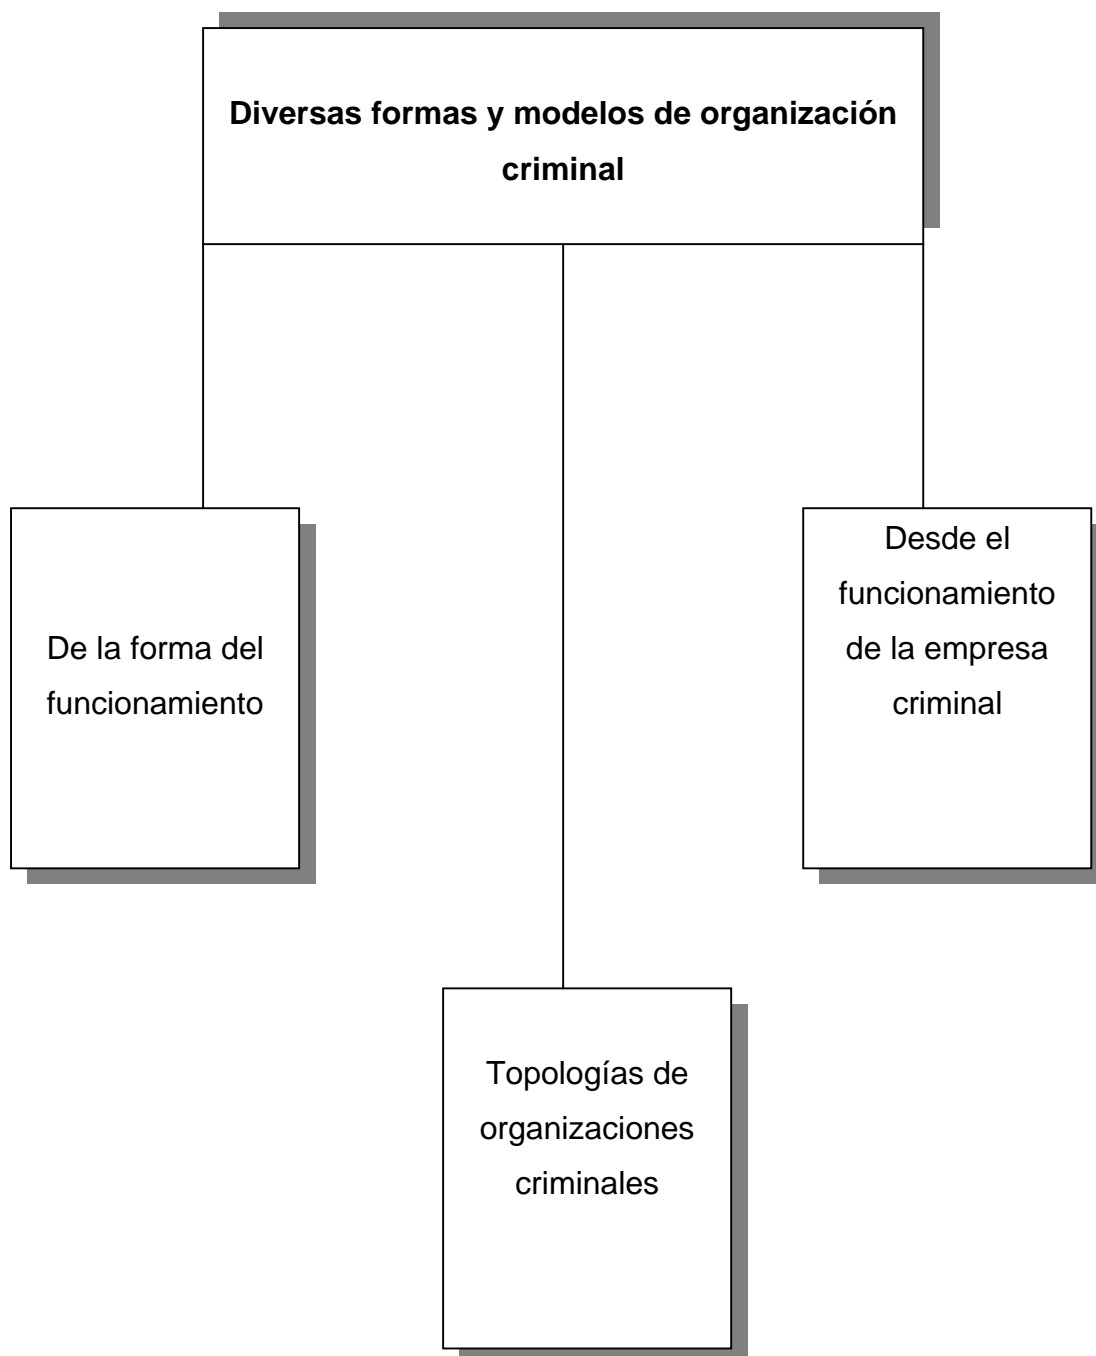 Diversas formas y modelos de organización
criminal
De la forma del
funcionamiento
Desde el
funcionamiento
de la empresa
criminal
Topologías de
organizaciones
criminales